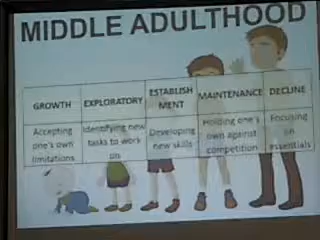 MIDDLE ADULTHOOD
GROWTH EXPLORATORY ESTABLISH MENT MAINTENANCE DECLINE
Accepting one's own limitations
Identifying new tasks to work on
Developing new skills
Holding one's own against competition
Focusing on essentials